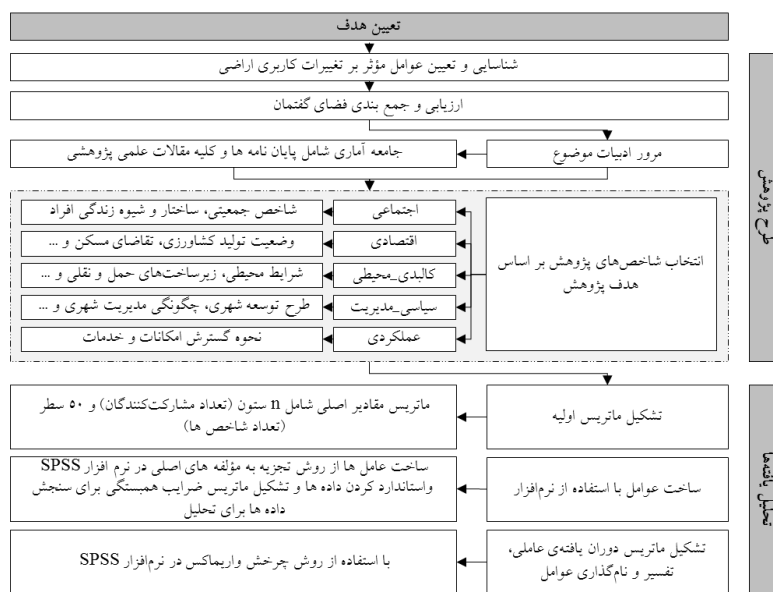 تعیین هدف
شناسایی و تعیین عوامل مؤثر بر تغییرات کاربری اراضی
ارزیابی و جمع بندی فضای گفتمان
مرور ادبیات موضوع
جامعه آماری شامل پایان نامه ها و کلیه مقالات علمی پژوهشی
طرح پژوهش
انتخاب شاخص‌های پژوهش بر اساس
هدف پژوهش
اجتماعی
شاخص جمعیتی، ساختار و شیوه زندگی افراد
اقتصادی
وضعیت تولید کشاورزی، تقاضای مسکن و ...
کالبدی_محیطی
شرایط محیطی، زیرساخت‌های حمل و نقلی و ...
سیاسی_مدیریت
طرح توسعه شهری، چگونگی مدیریت شهری و ...
عملکردی
نحوه گسترش امکانات و خدمات
تحلیل یافته‌ها
تشکیل ماتریس اولیه
ماتریس مقادیر اصلی شامل n ستون (تعداد مشارکت‌کنندگان) و ۵۰ سطر
(تعداد شاخص ها)
ساخت عوامل با استفاده از نرم‌افزار
ساخت عامل ها از روش تجزیه به مؤلفه های اصلی در نرم افزار SPSS
واستاندارد کردن داده ها و تشکیل ماتریس ضرایب همبستگی برای سنجش
داده ها برای تحلیل
تشکیل ماتریس دوران یافته‌ی عاملی،
تفسیر و نام‌گذاری عوامل
با استفاده از روش چرخش واریماکس در نرم‌افزار SPSS